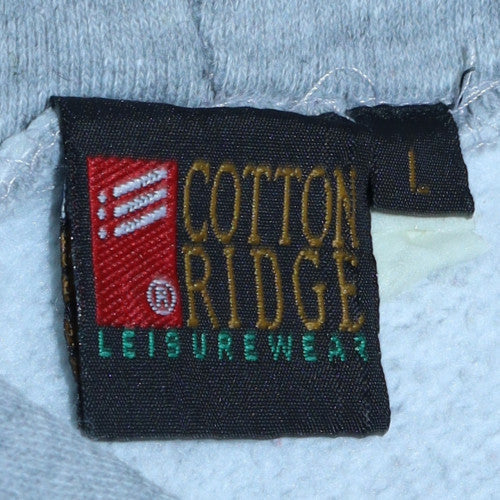 COTTON
RIDGE
®
LEISUREWEAR
L